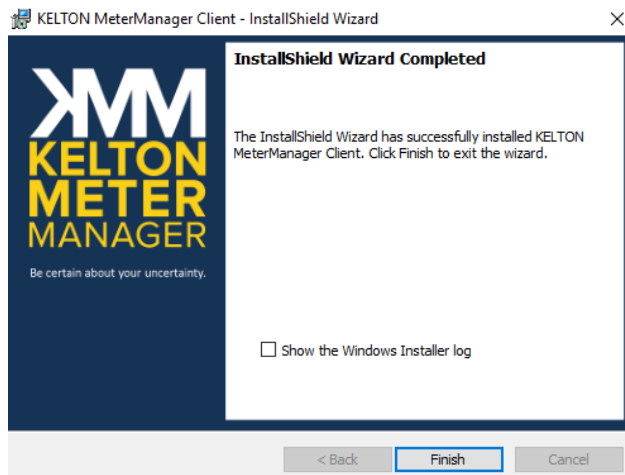 KELTON MeterManager Client - InstallShield Wizard
KMM
KELTON
METER
MANAGER
Be certain about your uncertainty.
InstallShield Wizard Completed
The InstallShield Wizard has successfully installed KELTON
MeterManager Client. Click Finish to exit the wizard.
Show the Windows Installer log
< Back
Finish
Cancel